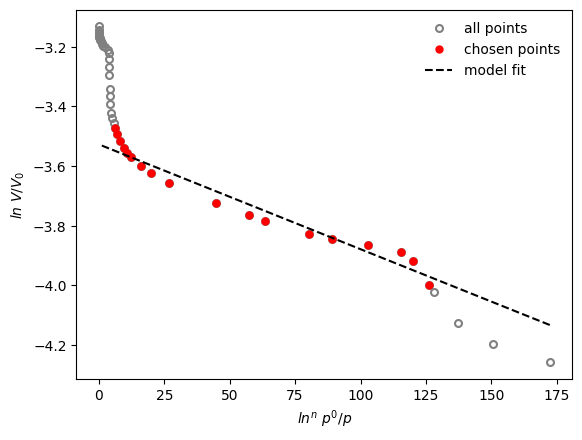 all points
chosen points
model fit
−3.2
−3.4
−3.6
−3.8
−4.0
−4.2
ln V/V₀
0
25
50
75
100
125
150
175
lnⁿ p⁰/p